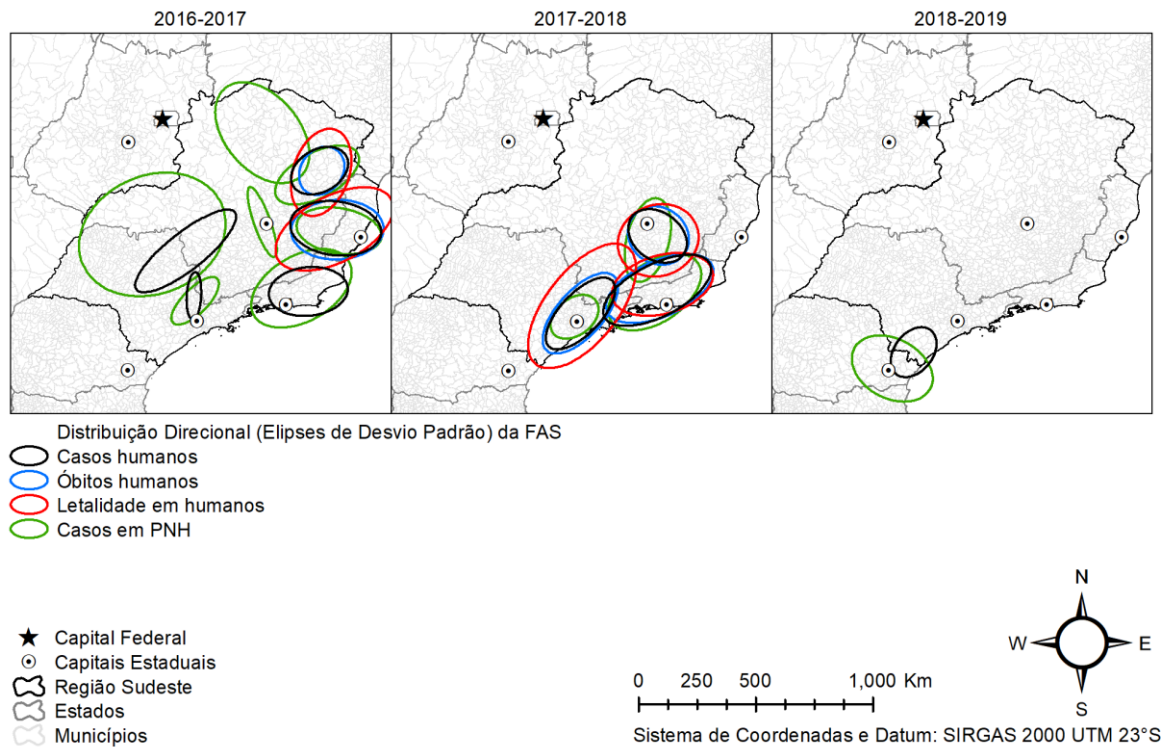 2016-2017
2017-2018
2018-2019
Distribuição Direcional (Elipses de Desvio Padrão) da FAS
Casos humanos
Óbitos humanos
Letalidade em humanos
Casos em PNH
Capital Federal
Capitais Estaduais
Região Sudeste
Estados
Municípios
0 250 500 1,000 Km
Sistema de Coordenadas e Datum: SIRGAS 2000 UTM 23°S
N
W E
S